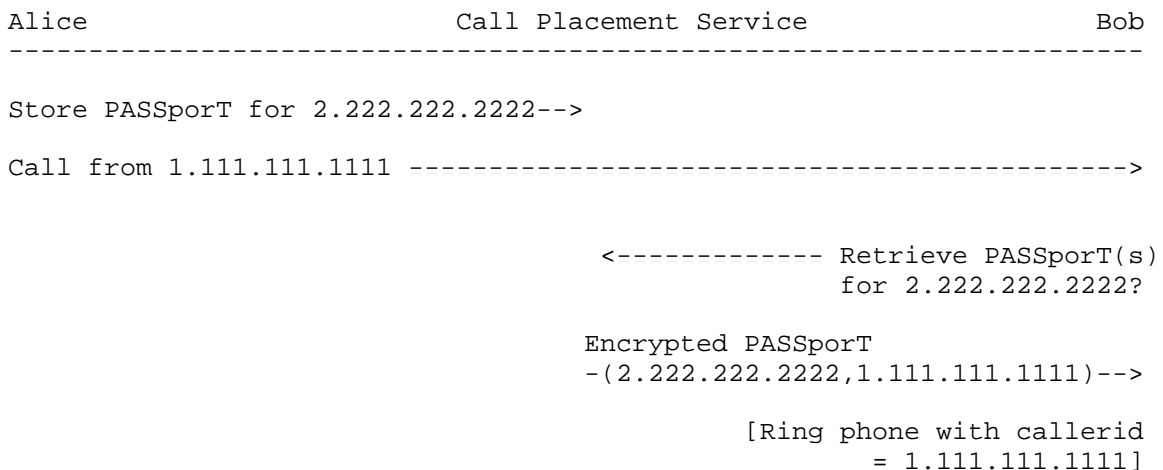 Alice                       Call Placement Service                  Bob
-----------------------------------------------------------------------
Store PASSporT for 2.222.222.2222-->
Call from 1.111.111.1111 --------------------------------------------->
<------------- Retrieve PASSporT(s)
for 2.222.222.2222?
Encrypted PASSporT
-(2.222.222.2222,1.111.111.1111)-->
[Ring phone with callerid
= 1.111.111.1111]